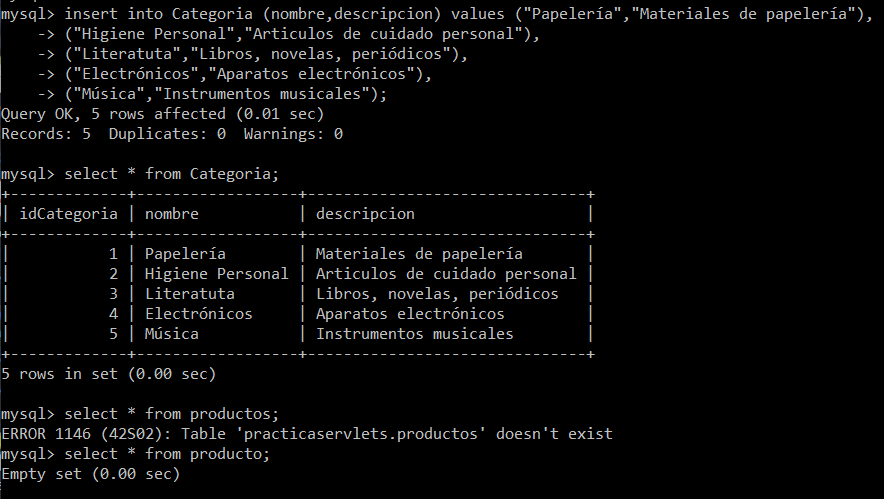 mysql> insert into Categoria (nombre,descripcion) values ("Papelería","Materiales de papelería"),
    -> ("Higiene Personal","Articulos de cuidado personal"),
    -> ("Literatuta","Libros, novelas, periódicos"),
    -> ("Electrónicos","Aparatos electrónicos"),
    -> ("Música","Instrumentos musicales");
Query OK, 5 rows affected (0.01 sec)
Records: 5  Duplicates: 0  Warnings: 0

mysql> select * from Categoria;
+-------------+------------------+-------------------------------+
| idCategoria | nombre           | descripcion                   |
+-------------+------------------+-------------------------------+
|           1 | Papelería        | Materiales de papelería       |
|           2 | Higiene Personal | Articulos de cuidado personal |
|           3 | Literatuta       | Libros, novelas, periódicos   |
|           4 | Electrónicos     | Aparatos electrónicos         |
|           5 | Música           | Instrumentos musicales        |
+-------------+------------------+-------------------------------+
5 rows in set (0.00 sec)

mysql> select * from productos;
ERROR 1146 (42S02): Table 'practicaservlets.productos' doesn't exist
mysql> select * from producto;
Empty set (0.00 sec)